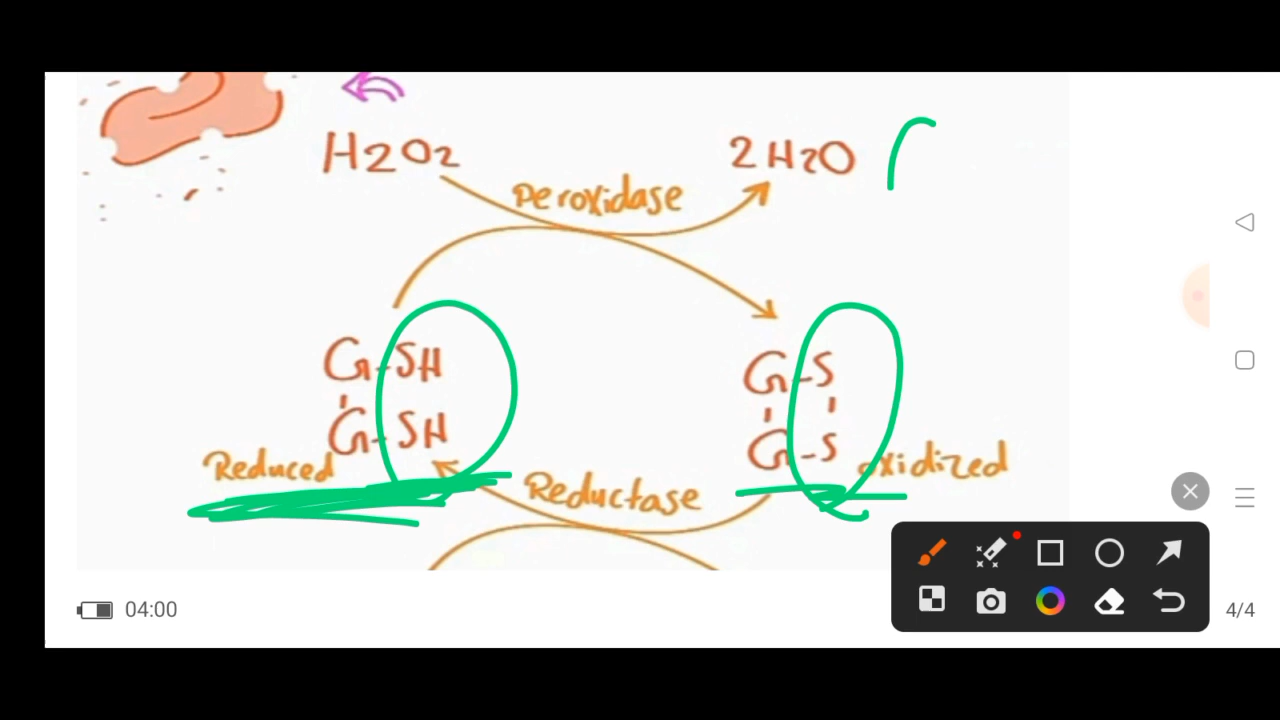 H2O2
2H2O
Peroxidase
G-SH
G-S
G-SH
G-S
Reduced
oxidized
Reductase
04:00
4/4